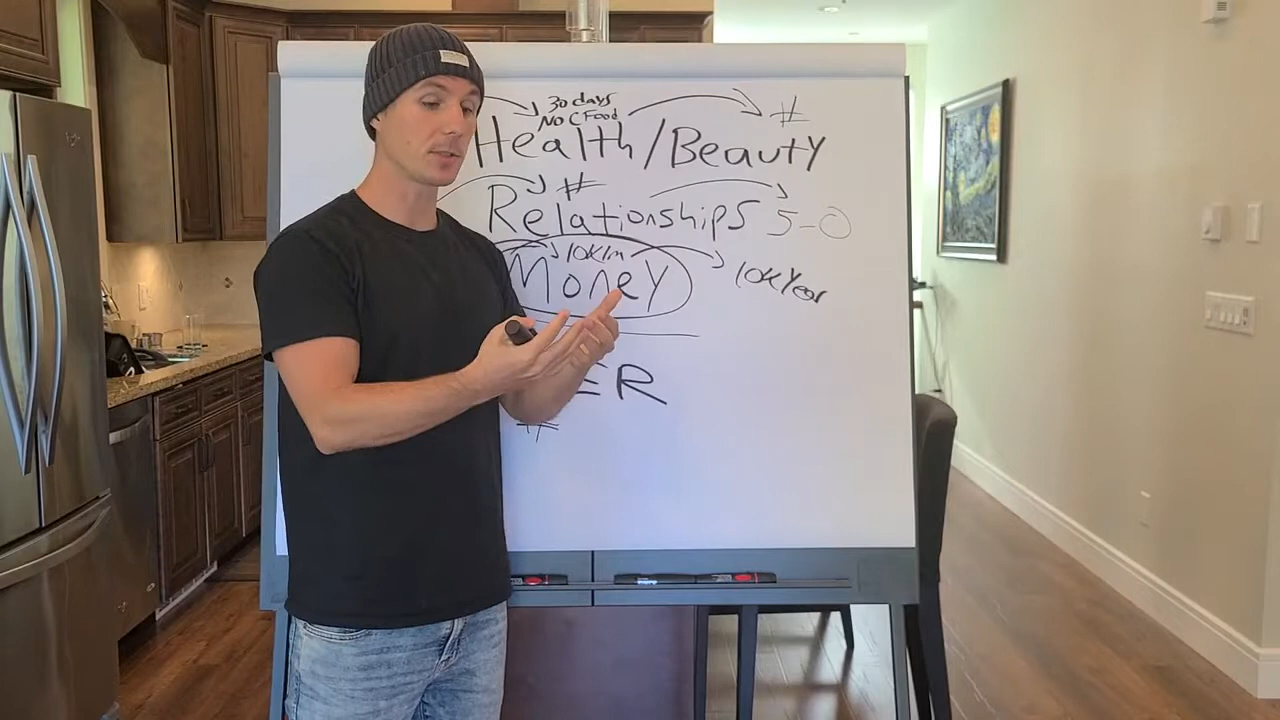 30 days
NO C Food
#
Health/Beauty
#
Relationships 5-0
10K/m
Money
10K Year
ER
#